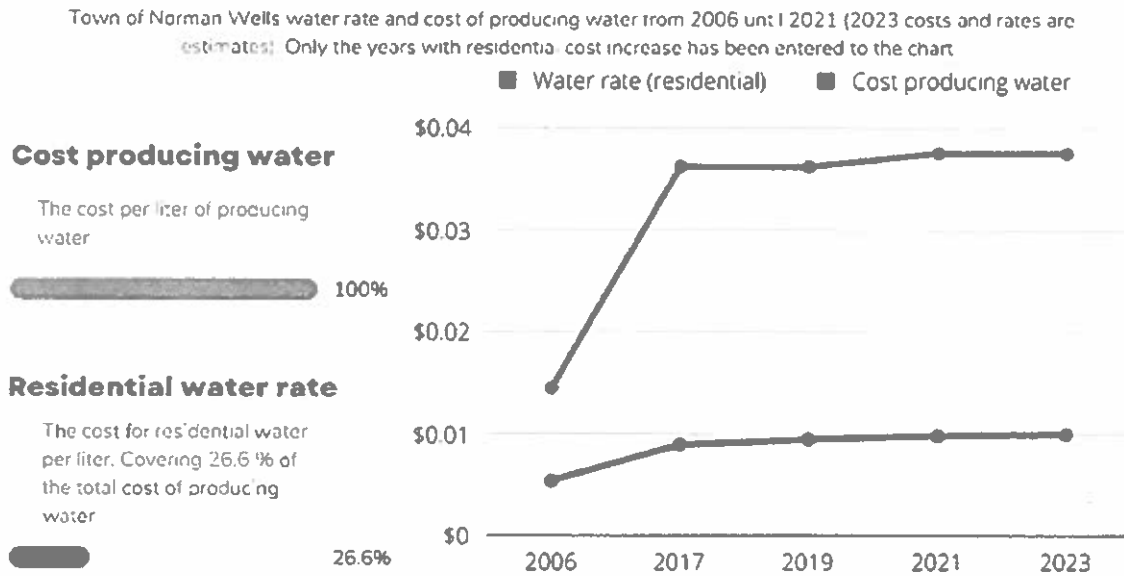 Town of Norman Wells water rate and cost of producing water from 2006 until 2021 (2023 costs and rates are
estimates) Only the years with residential cost increase has been entered to the chart
Water rate (residential)
Cost producing water
Cost producing water
The cost per liter of producing
water
100%
Residential water rate
The cost for residential water
per liter. Covering 26.6 % of
the total cost of producing
water
26.6%
$0.04
$0.03
$0.02
$0.01
$0
2006 2017 2019 2021 2023